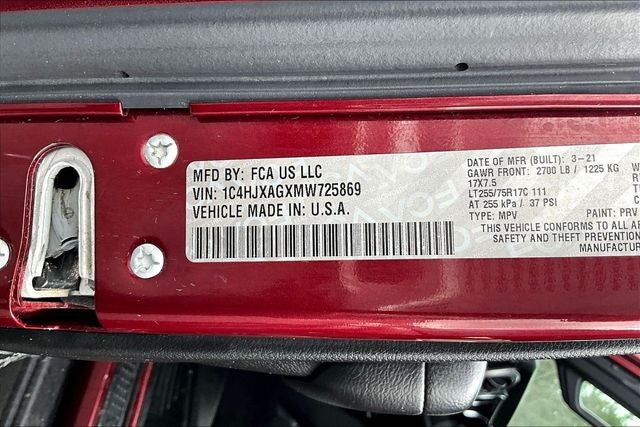 MFD BY: FCA US LLC
VIN: 1C4HJXAGXMW725869
VEHICLE MADE IN U.S.A.
DATE OF MFR (BUILT): 3-21
GAWR FRONT: 2700 LB / 1225 KG
17X7.5
LT255/75R17C 111
AT 255 kPa / 37 PSI
TYPE: MPV
PAINT: PRV
THIS VEHICLE CONFORMS TO ALL AP
SAFETY AND THEFT PREVENTION
MANUFACTUR